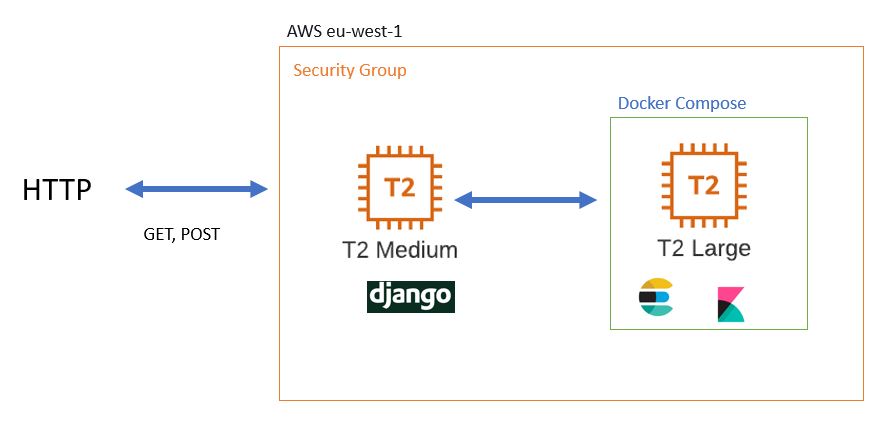 AWS eu-west-1
Security Group
Docker Compose
HTTP
GET, POST
T2
T2 Medium
django
T2
T2 Large